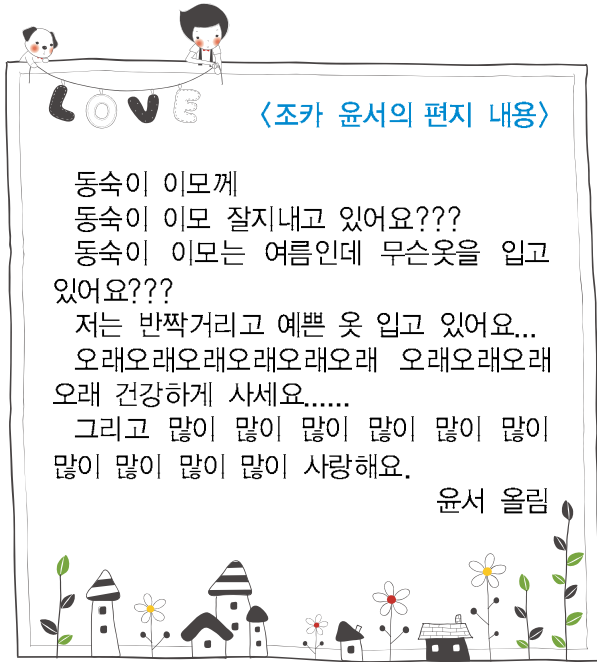 LOVE
<조카 윤서의 편지 내용>
동숙이 이모께
동숙이 이모 잘지내고 있어요???
동숙이 이모는 여름인데 무슨옷을 입고
있어요???
저는 반짝거리고 예쁜 옷 입고 있어요...
오래오래오래오래오래오래 오래오래오래
오래 건강하게 사세요......
그리고 많이 많이 많이 많이 많이 많이
많이 많이 많이 많이 사랑해요.
윤서 올림